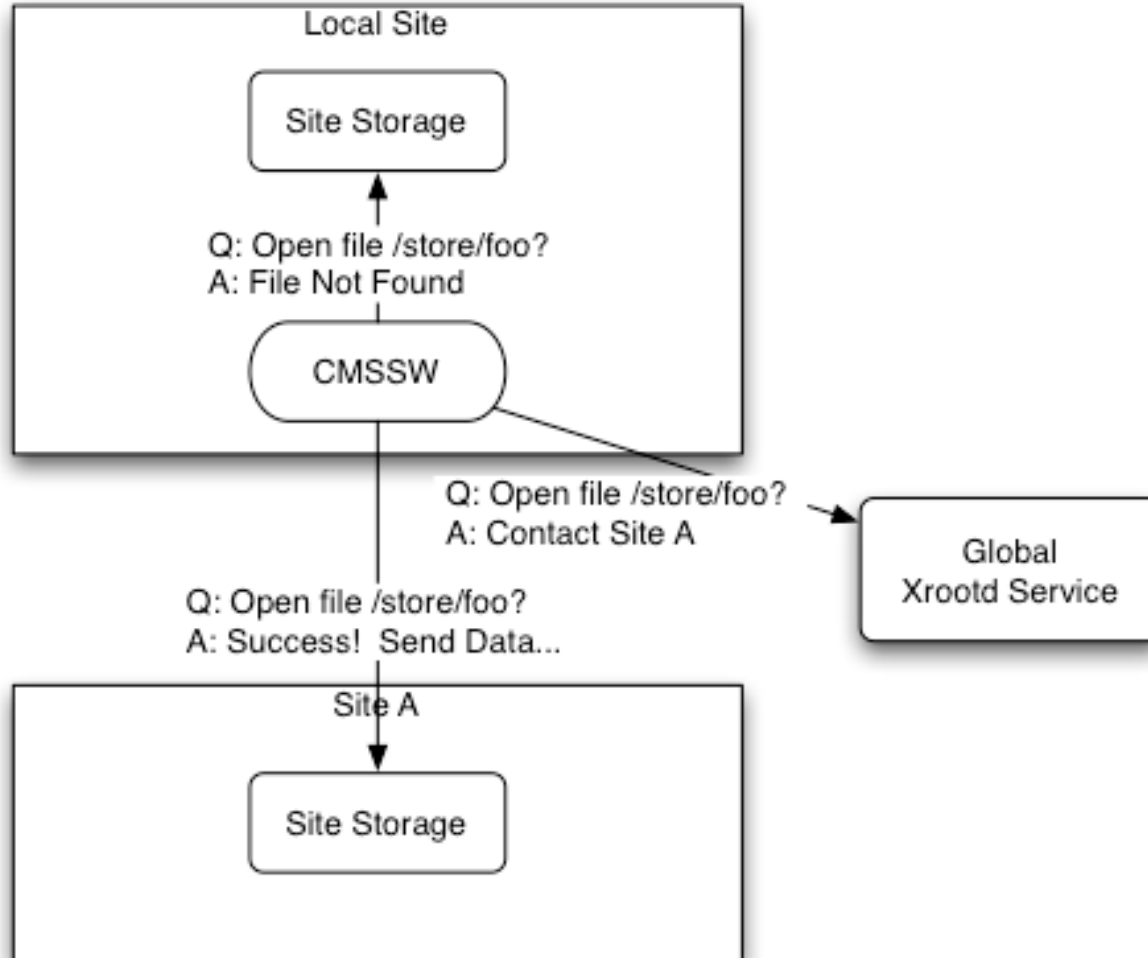 Local Site
Site Storage
Q: Open file /store/foo?
A: File Not Found
CMSSW
Q: Open file /store/foo?
A: Contact Site A
Global
Xrootd Service
Q: Open file /store/foo?
A: Success!  Send Data...
Site A
Site Storage